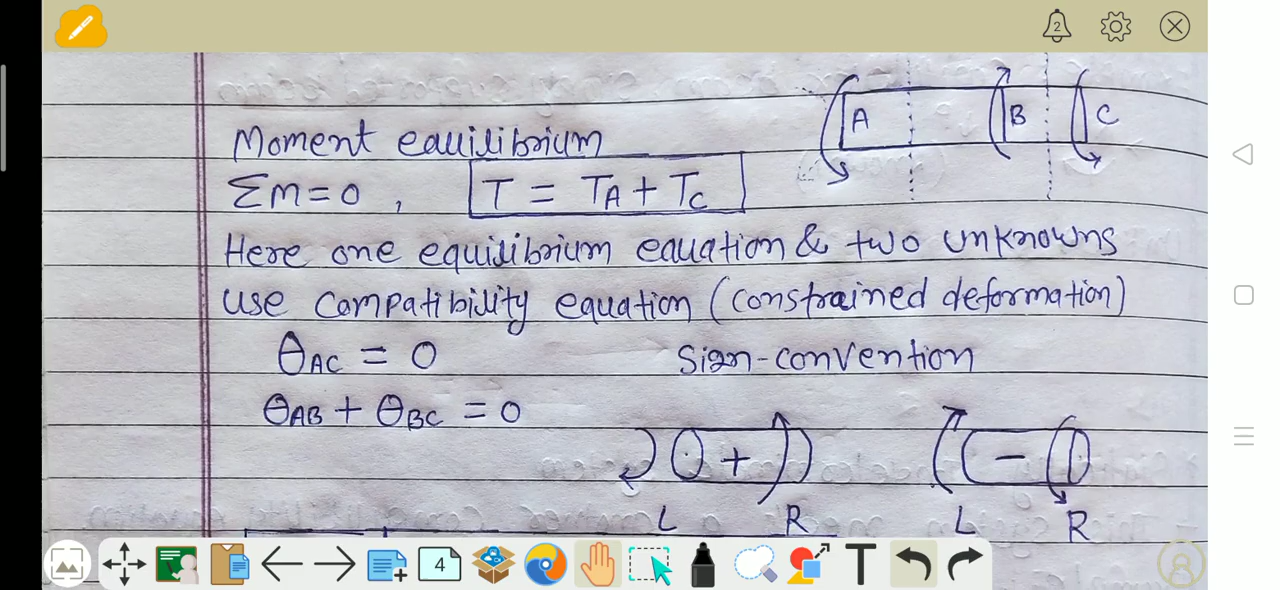 A B C
Moment equilibrium
ΣM=0 , T = TA + TC
Here one equilibrium equation & two unknowns
use compatibility equation (constrained deformation)
θAC = 0 Sign-convention
θAB + θBC = 0
+ −
L R L R
2
4
T